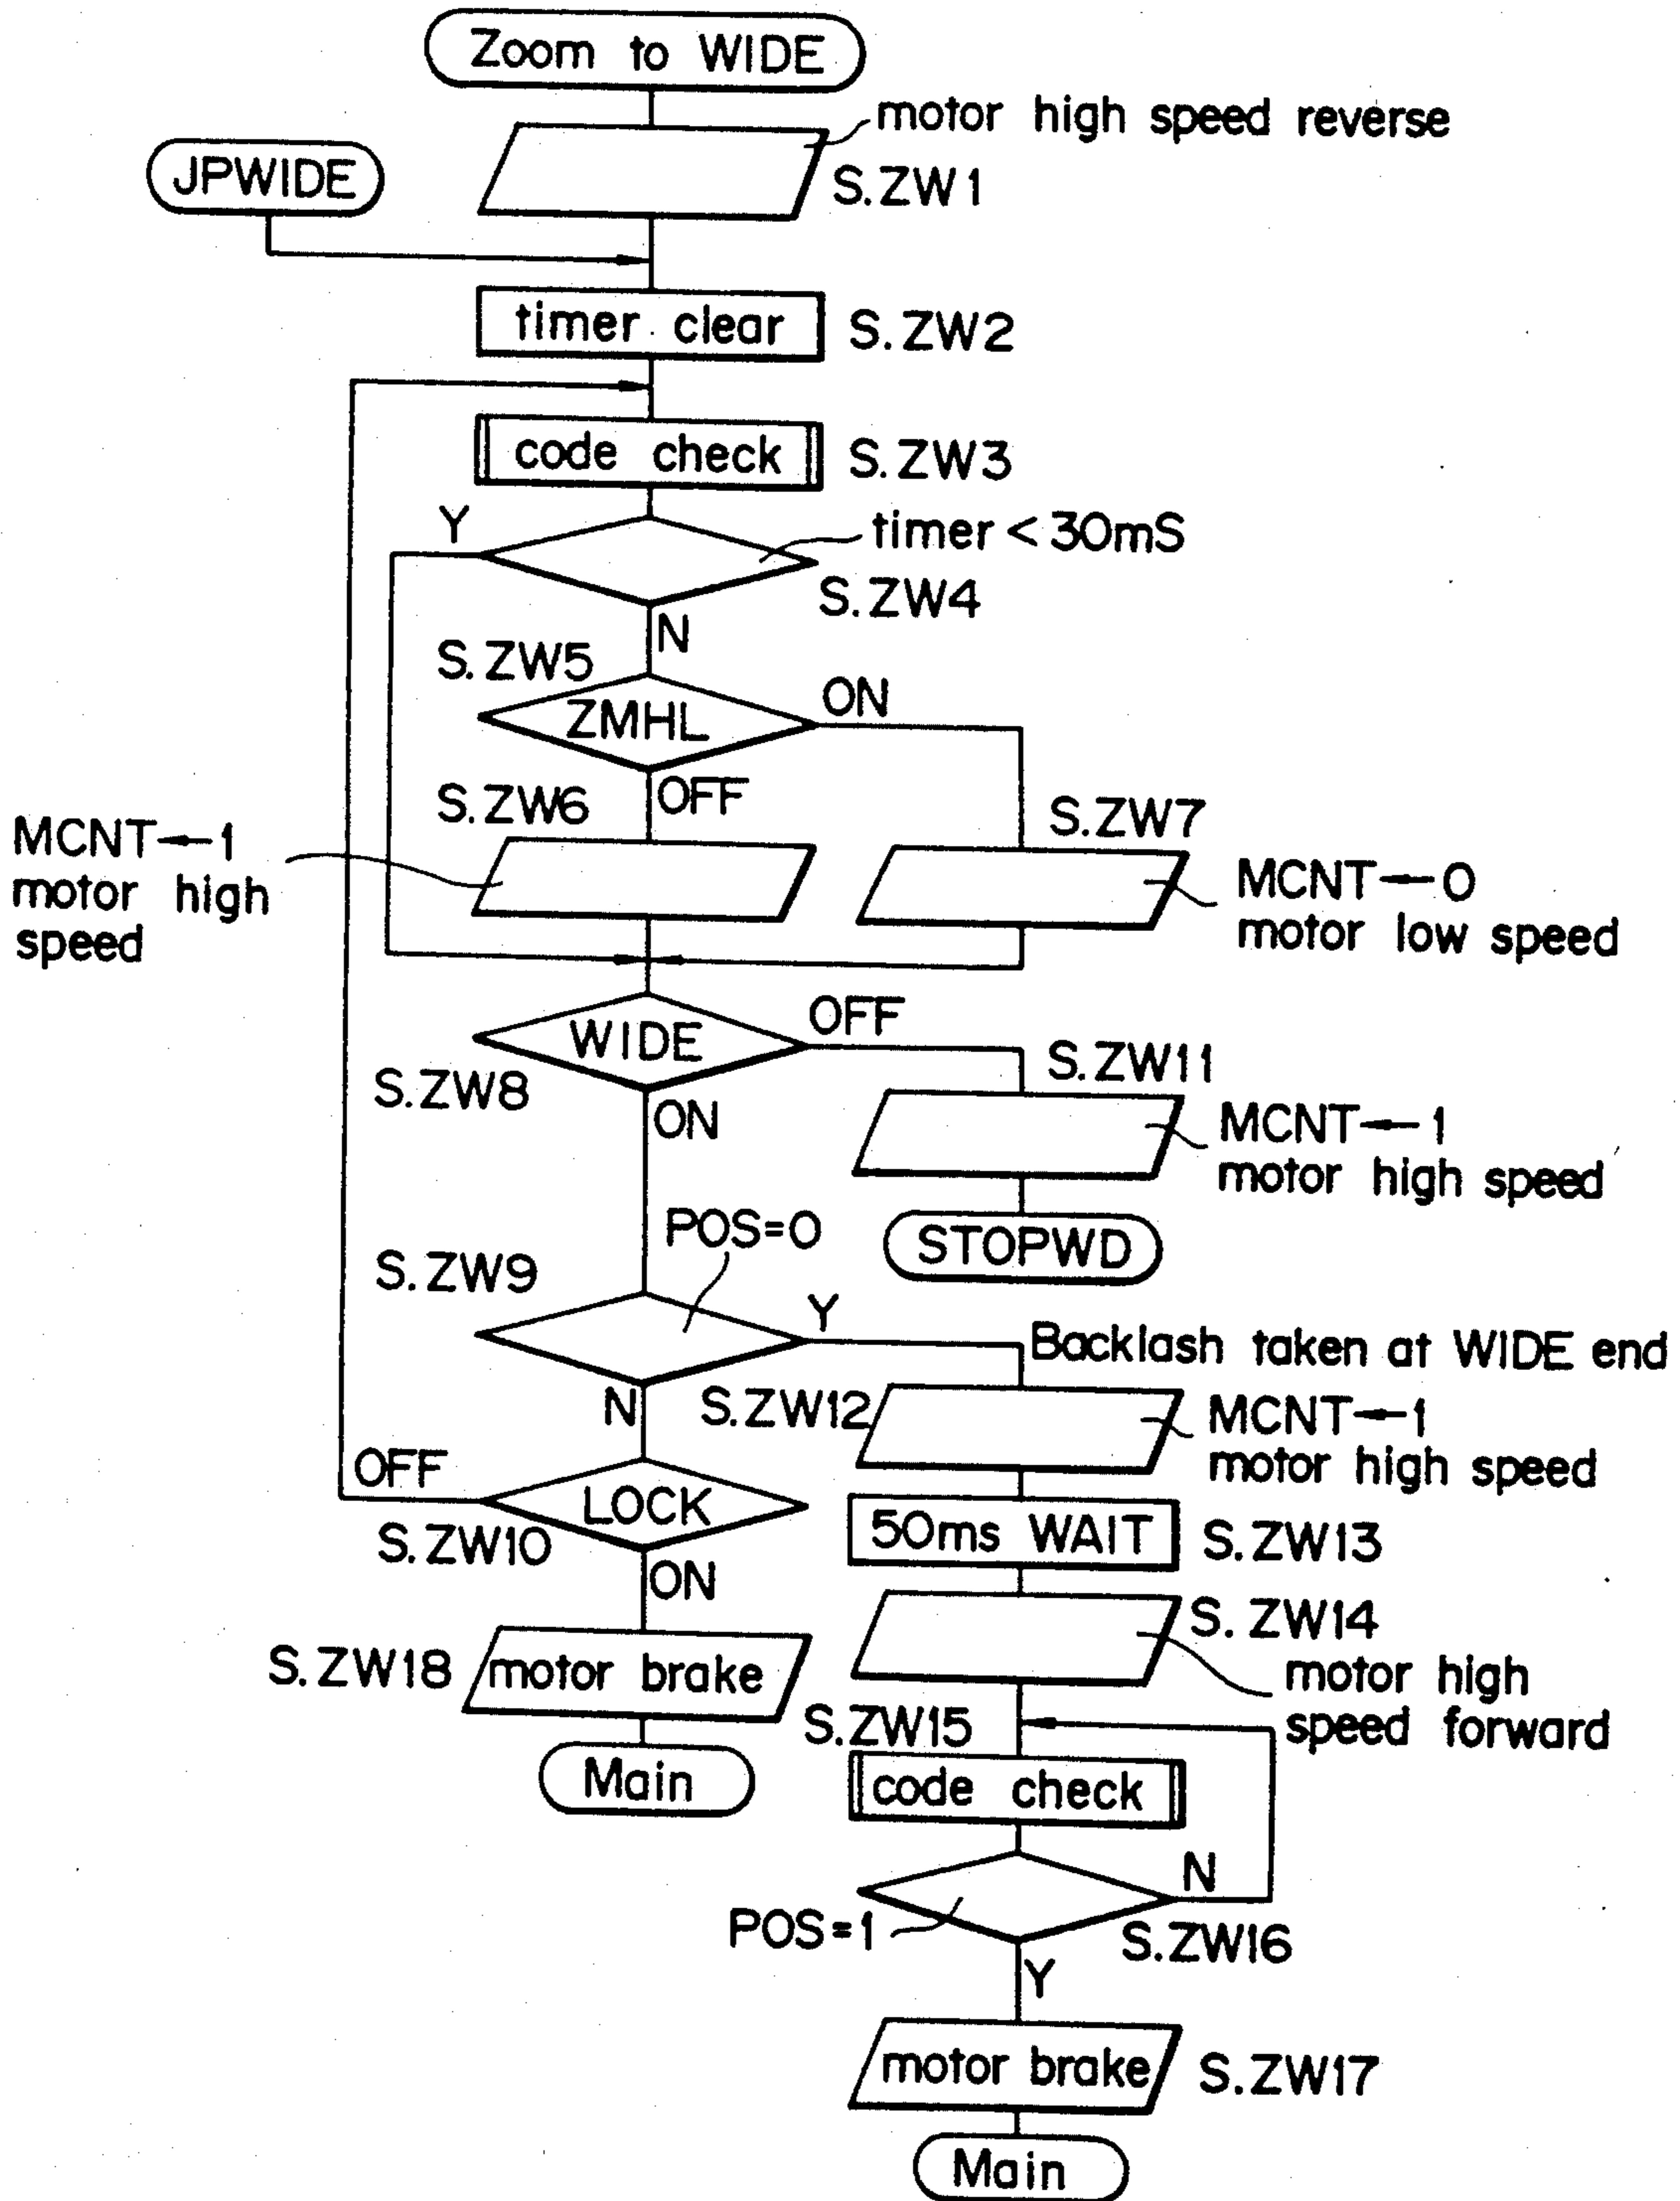 Zoom to WIDE
motor high speed reverse
JPWIDE
S.ZW1
timer clear
S.ZW2
code check
S.ZW3
Y
timer < 30mS
S.ZW4
N
S.ZW5
ZMHL
ON
OFF
S.ZW6
S.ZW7
MCNT←1
motor high
speed
MCNT←0
motor low speed
WIDE
OFF
S.ZW8
ON
S.ZW11
MCNT←1
motor high speed
STOPWD
POS=0
S.ZW9
Y
Backlash taken at WIDE end
N
S.ZW12
MCNT←1
motor high speed
OFF
LOCK
S.ZW10
ON
50ms WAIT
S.ZW13
S.ZW14
motor high
speed forward
S.ZW18
motor brake
Main
S.ZW15
code check
N
POS=1
S.ZW16
Y
motor brake
S.ZW17
Main